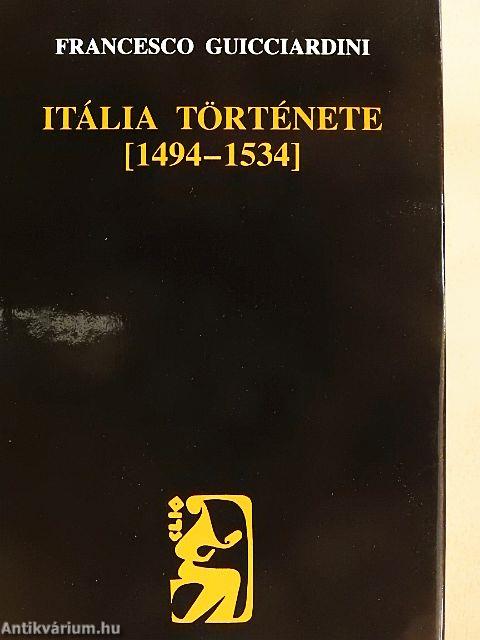 FRANCESCO GUICCIARDINI
ITÁLIA TÖRTÉNETE
[1494–1534]
CLIO
Antikvárium.hu